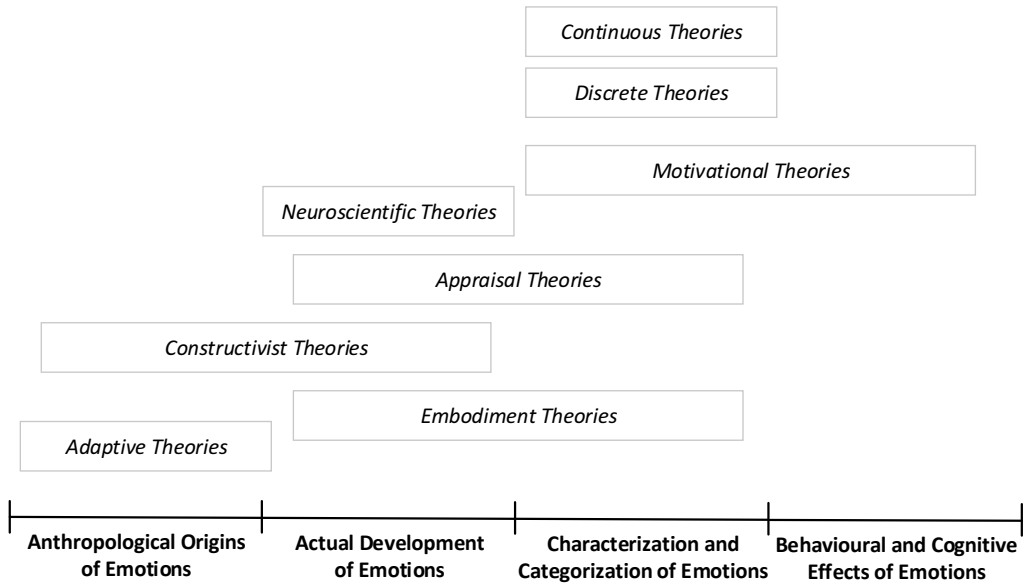 Continuous Theories
Discrete Theories
Motivational Theories
Neuroscientific Theories
Appraisal Theories
Constructivist Theories
Embodiment Theories
Adaptive Theories
Anthropological Origins
of Emotions
Actual Development
of Emotions
Characterization and
Categorization of Emotions
Behavioural and Cognitive
Effects of Emotions